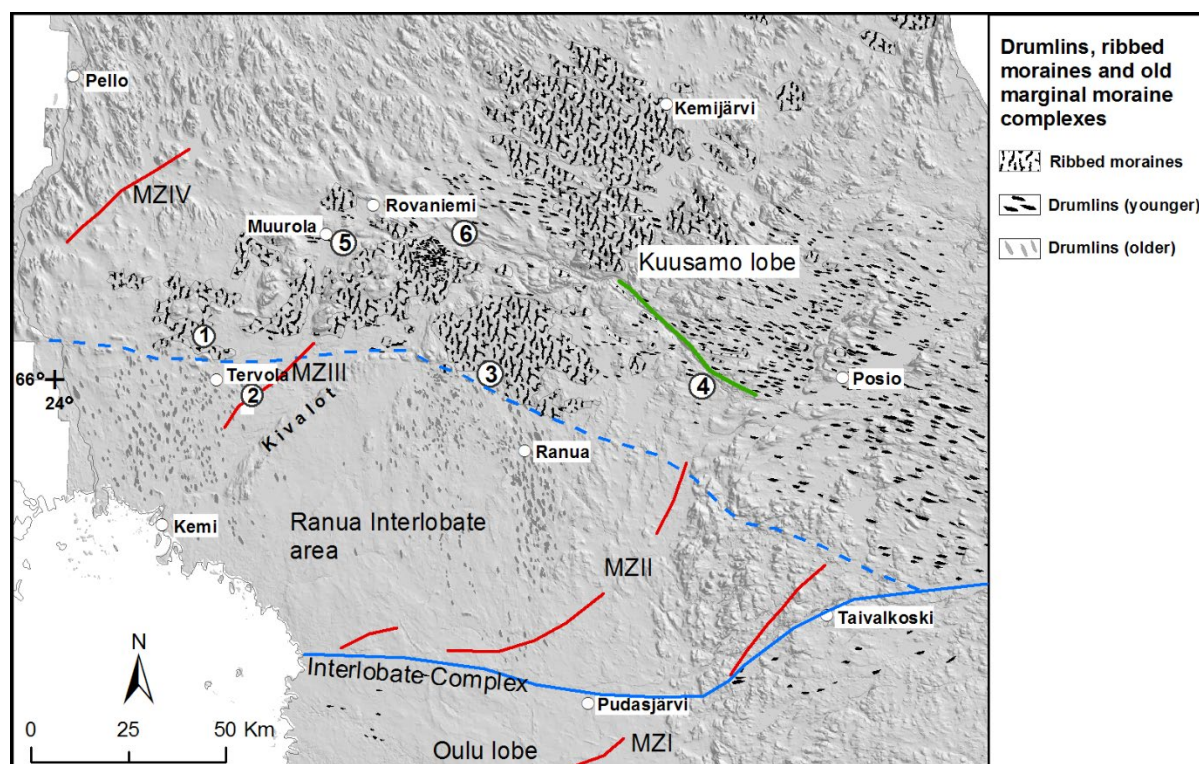 Drumlins, ribbed
moraines and old
marginal moraine
complexes
Ribbed moraines
Drumlins (younger)
Drumlins (older)
Pello
Kemijärvi
MZIV
Rovaniemi
Muurola
5
6
Kuusamo lobe
1
66°
24°
Tervola
MZIII
2
3
4
Posio
Kivalot
Ranua
Kemi
Ranua Interlobate
area
MZII
Taivalkoski
Interlobate Complex
N
Pudasjärvi
0 25 50 Km
Oulu lobe
MZI